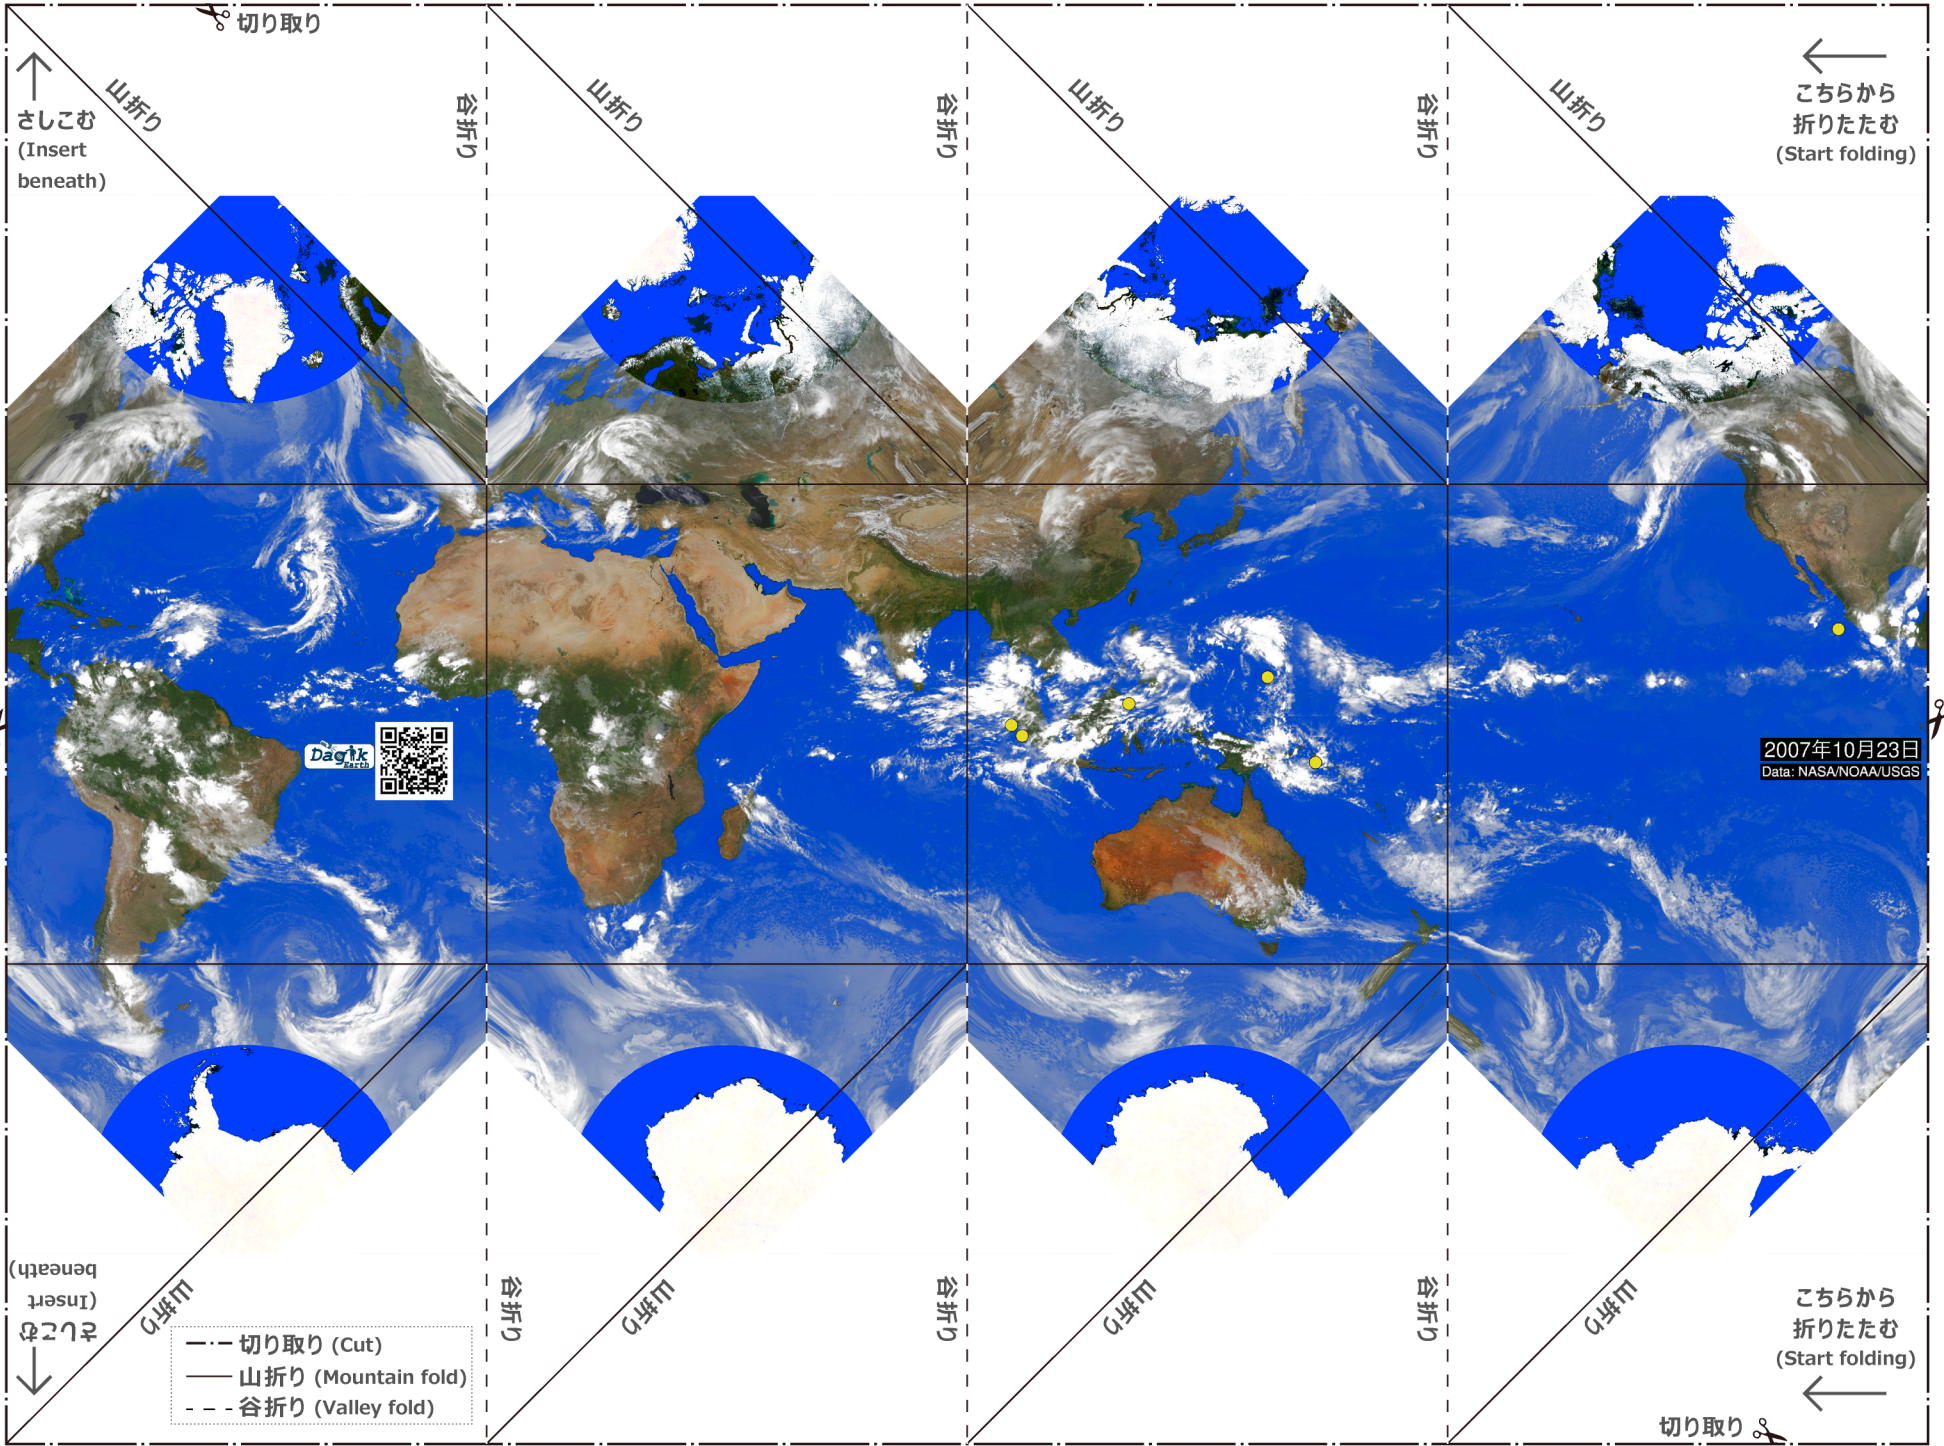 切り取り
山折り
谷折り
山折り
谷折り
山折り
谷折り
山折り
こちらから
折りたたむ
(Start folding)
さしこむ
(Insert
beneath)
Dagik
Earth
2007年10月23日
Data: NASA/NOAA/USGS
さしこむ
(Insert
beneath)
山折り
谷折り
山折り
谷折り
山折り
谷折り
山折り
こちらから
折りたたむ
(Start folding)
切り取り (Cut)
山折り (Mountain fold)
谷折り (Valley fold)
切り取り